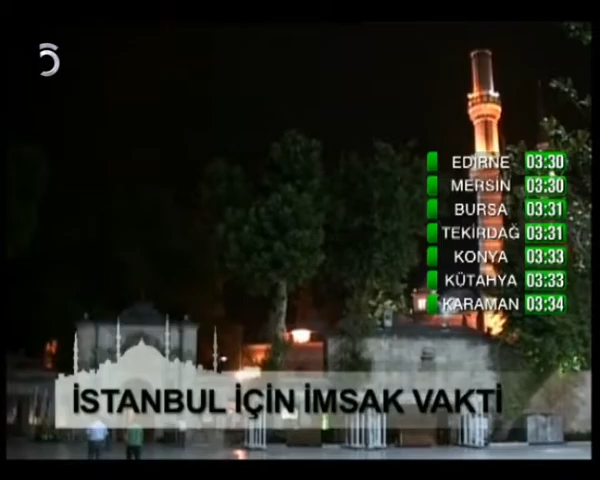 EDİRNE 03:30
MERSİN 03:30
BURSA 03:31
TEKİRDAĞ 03:31
KONYA 03:33
KÜTAHYA 03:33
KARAMAN 03:34
İSTANBUL İÇİN İMSAK VAKTİ